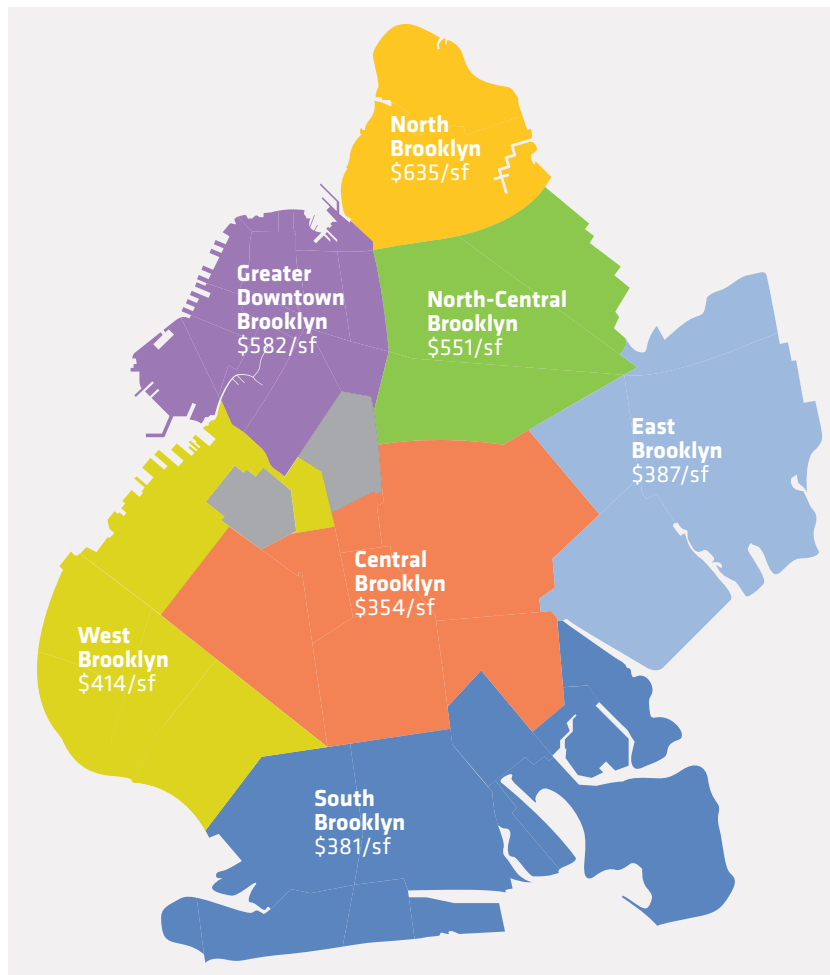 North
Brooklyn
$635/sf
Greater
Downtown
Brooklyn
$582/sf
North-Central
Brooklyn
$551/sf
East
Brooklyn
$387/sf
Central
Brooklyn
$354/sf
West
Brooklyn
$414/sf
South
Brooklyn
$381/sf